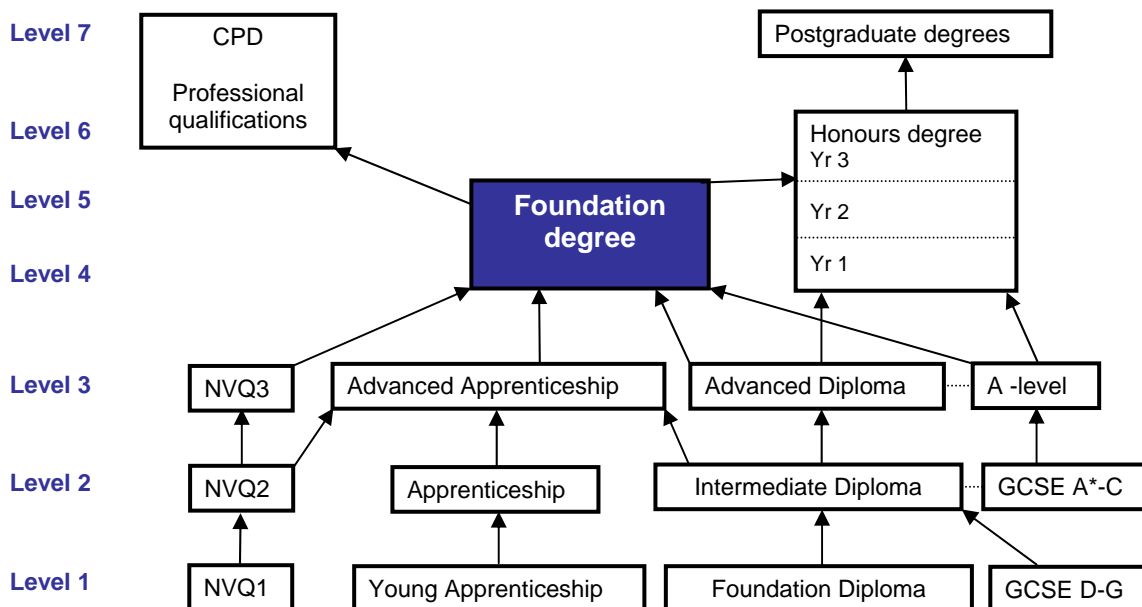 Level 7
CPD
Postgraduate degrees
Professional
qualifications
Level 6
Honours degree
Yr 3
Level 5
Foundation
degree
Yr 2
Level 4
Yr 1
Level 3
NVQ3
Advanced Apprenticeship
Advanced Diploma
A -level
Level 2
NVQ2
Apprenticeship
Intermediate Diploma
GCSE A*-C
Level 1
NVQ1
Young Apprenticeship
Foundation Diploma
GCSE D-G